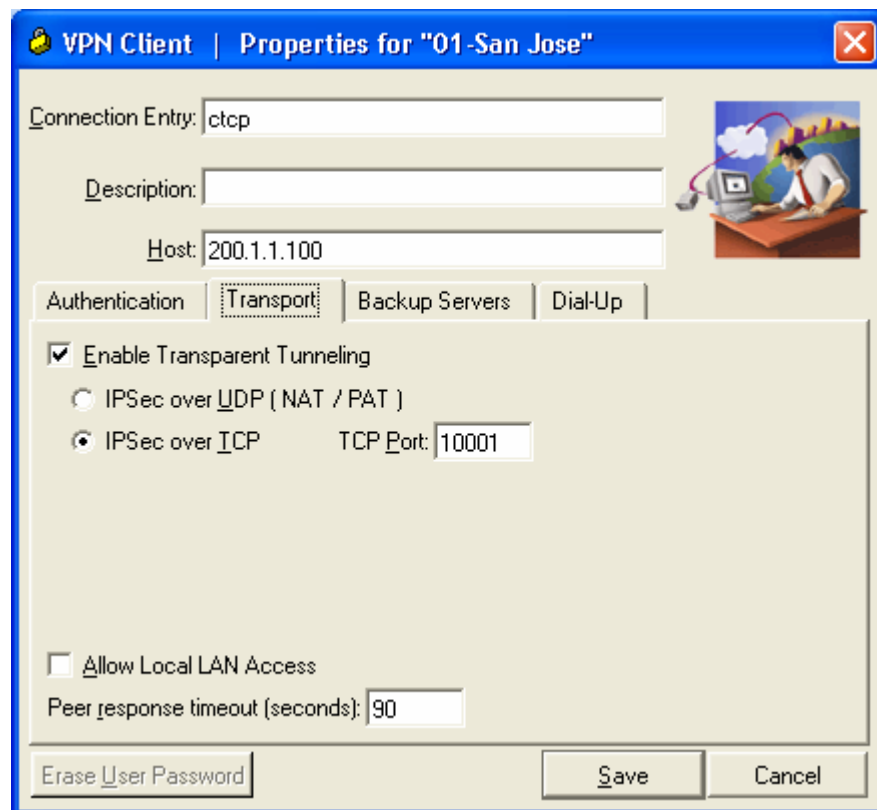 VPN Client | Properties for "01-San Jose"
Connection Entry: ctcp
Description:
Host: 200.1.1.100
Authentication Transport Backup Servers Dial-Up
Enable Transparent Tunneling
IPSec over UDP ( NAT / PAT )
IPSec over TCP TCP Port: 10001
Allow Local LAN Access
Peer response timeout (seconds): 90
Erase User Password Save Cancel